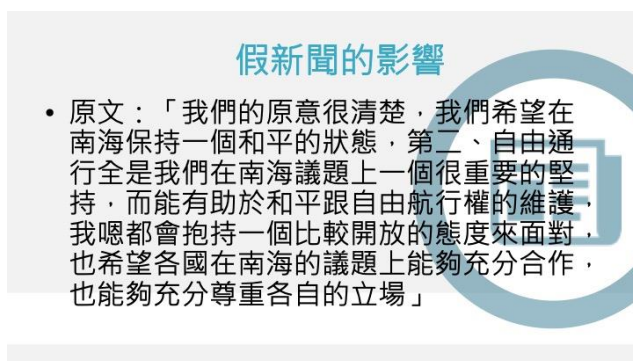 假新聞的影響
• 原文：「我們的原意很清楚，我們希望在
南海保持一個和平的狀態，第二、自由通
行全是我們在南海議題上一個很重要的堅
持，而能有助於和平跟自由航行權的維護，
我嗯都會抱持一個比較開放的態度來面對，
也希望各國在南海的議題上能夠充分合作，
也能夠充分尊重各自的立場」